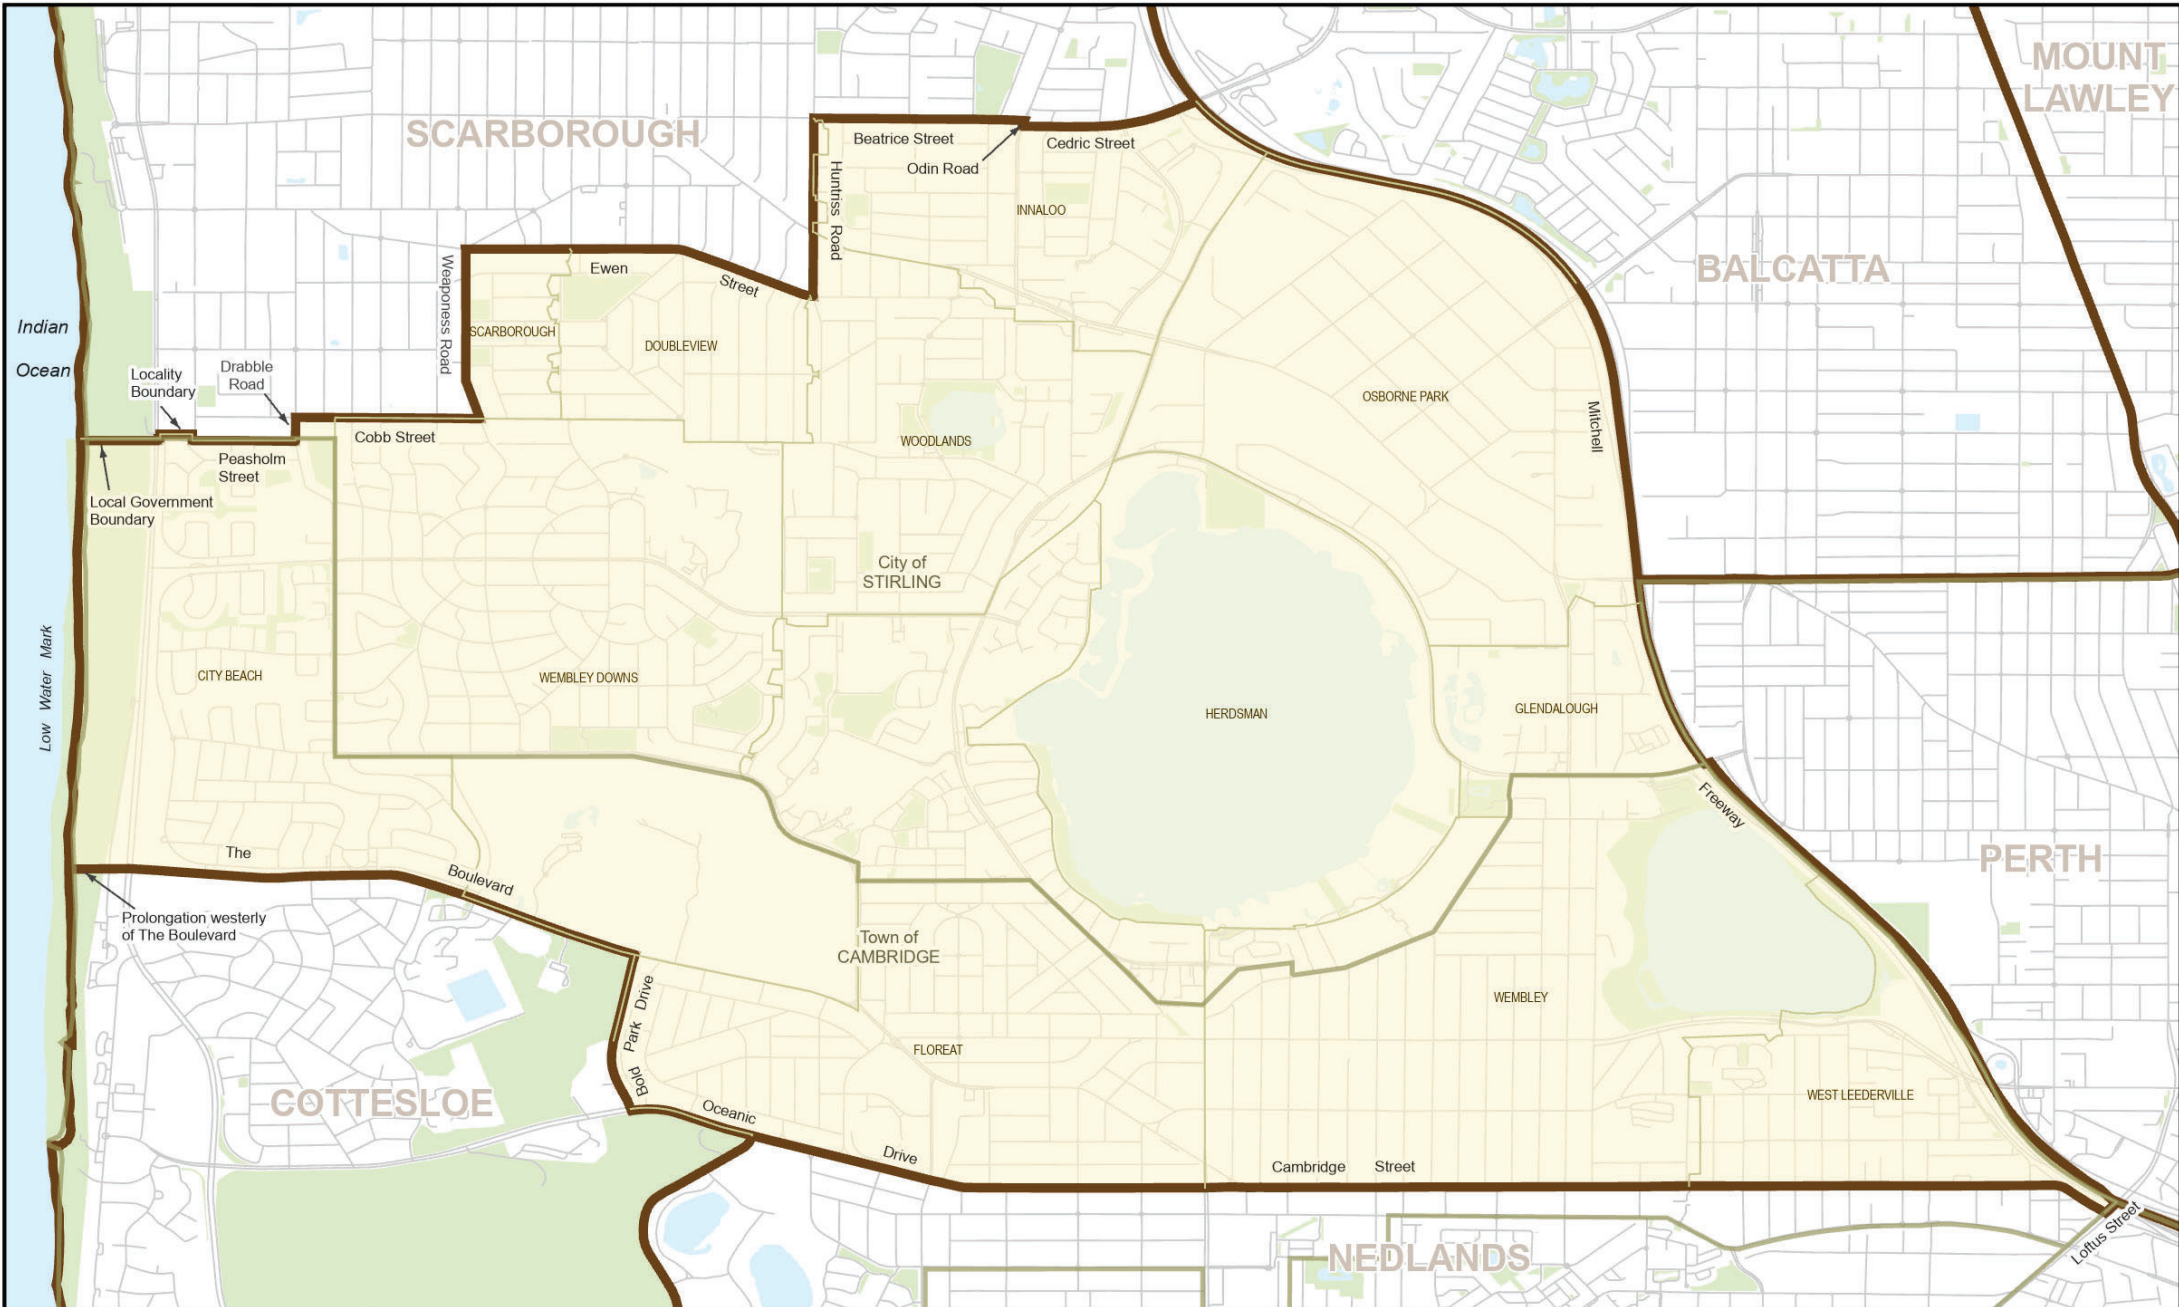 MOUNT
LAWLEY
SCARBOROUGH
Beatrice Street
Cedric Street
Odin Road
Huntriss Road
INNALOO
BALCATTA
Ewen
Street
Weaponess Road
Indian
Ocean
SCARBOROUGH
DOUBLEVIEW
Locality
Boundary
Drabble
Road
OSBORNE PARK
Mitchell
Cobb Street
WOODLANDS
Peasholm
Street
Local Government
Boundary
City of
STIRLING
Low Water Mark
CITY BEACH
WEMBLEY DOWNS
HERDSMAN
GLENDALOUGH
Freeway
The
Boulevard
PERTH
Prolongation westerly
of The Boulevard
Town of
CAMBRIDGE
Bold Park Drive
WEMBLEY
FLOREAT
COTTESLOE
Oceanic
Drive
WEST LEEDERVILLE
Cambridge Street
NEDLANDS
Loftus Street